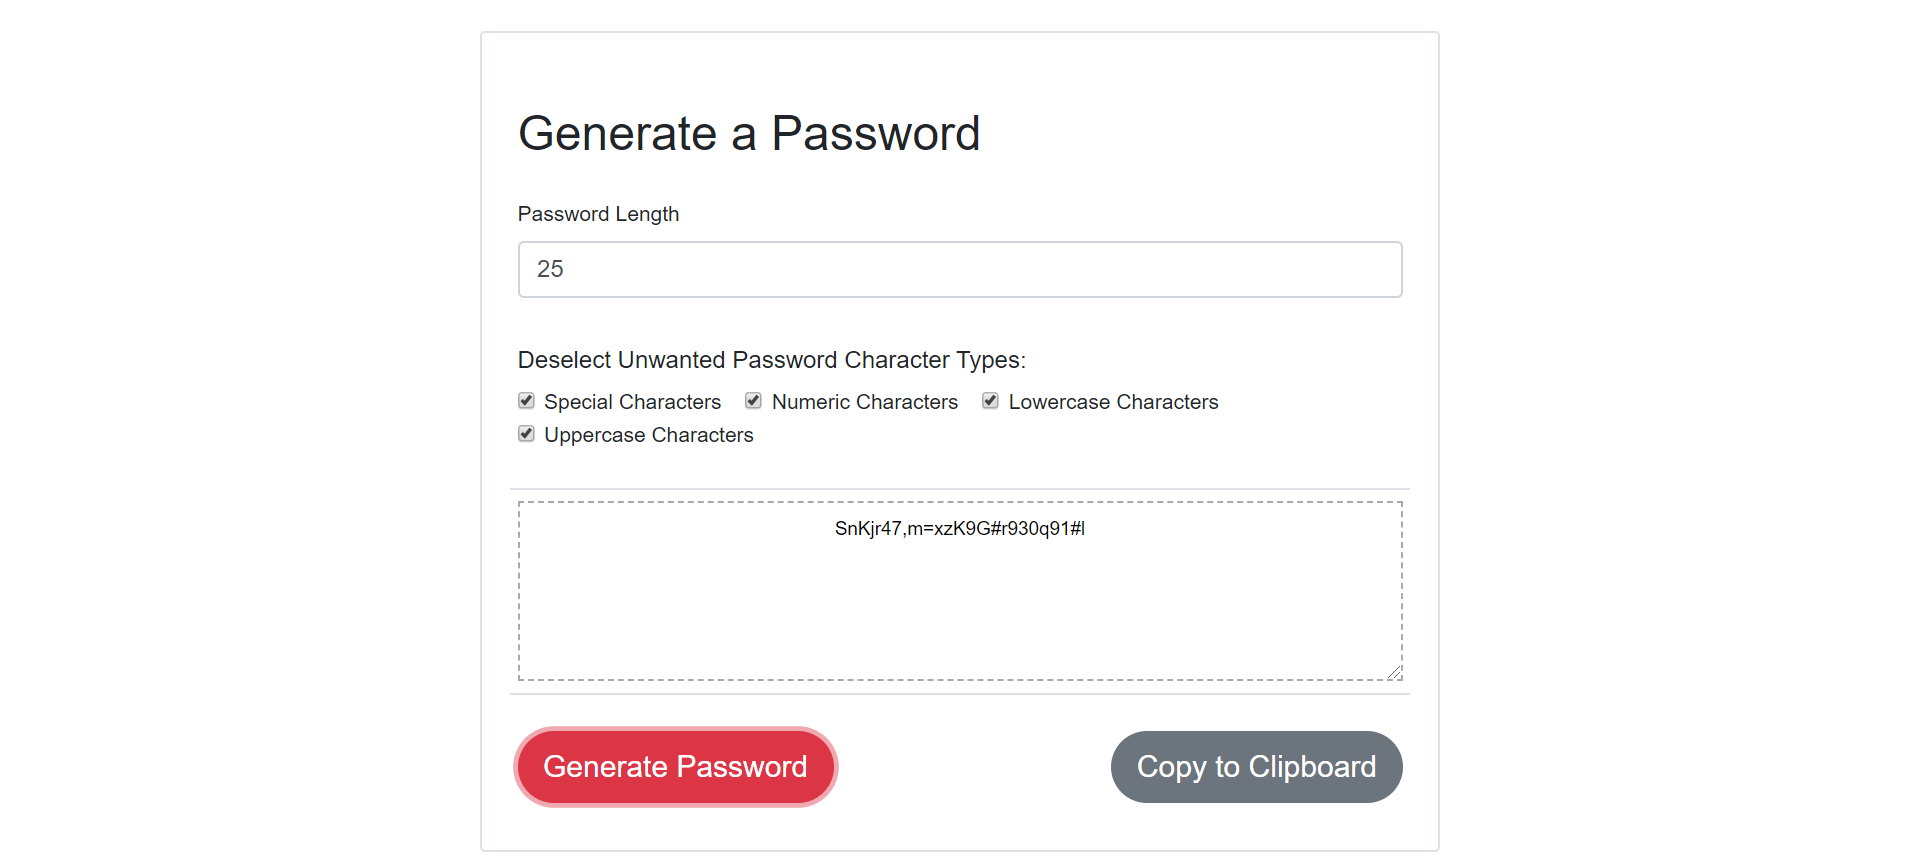 Generate a Password
Password Length
25
Deselect Unwanted Password Character Types:
Special Characters Numeric Characters Lowercase Characters
Uppercase Characters
SnKjr47,m=xzK9G#r930q91#l
Generate Password Copy to Clipboard